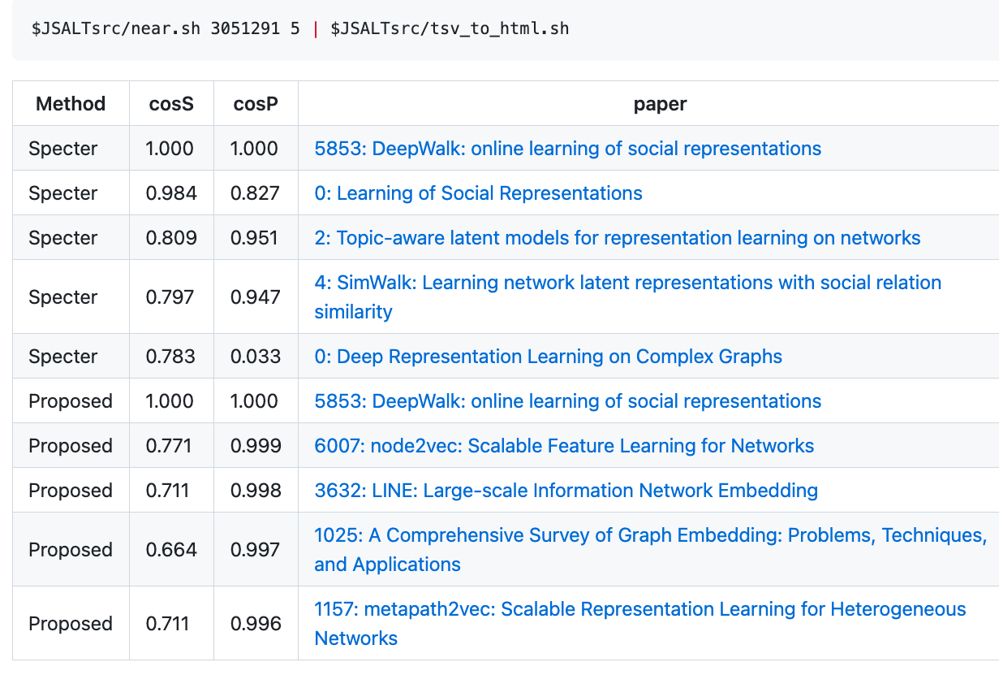 $JSALTsrc/near.sh 3051291 5 | $JSALTsrc/tsv_to_html.sh
Method cosS cosP paper
Specter 1.000 1.000 5853: DeepWalk: online learning of social representations
Specter 0.984 0.827 0: Learning of Social Representations
Specter 0.809 0.951 2: Topic-aware latent models for representation learning on networks
Specter 0.797 0.947 4: SimWalk: Learning network latent representations with social relation
similarity
Specter 0.783 0.033 0: Deep Representation Learning on Complex Graphs
Proposed 1.000 1.000 5853: DeepWalk: online learning of social representations
Proposed 0.771 0.999 6007: node2vec: Scalable Feature Learning for Networks
Proposed 0.711 0.998 3632: LINE: Large-scale Information Network Embedding
Proposed 0.664 0.997 1025: A Comprehensive Survey of Graph Embedding: Problems, Techniques,
and Applications
Proposed 0.711 0.996 1157: metapath2vec: Scalable Representation Learning for Heterogeneous
Networks